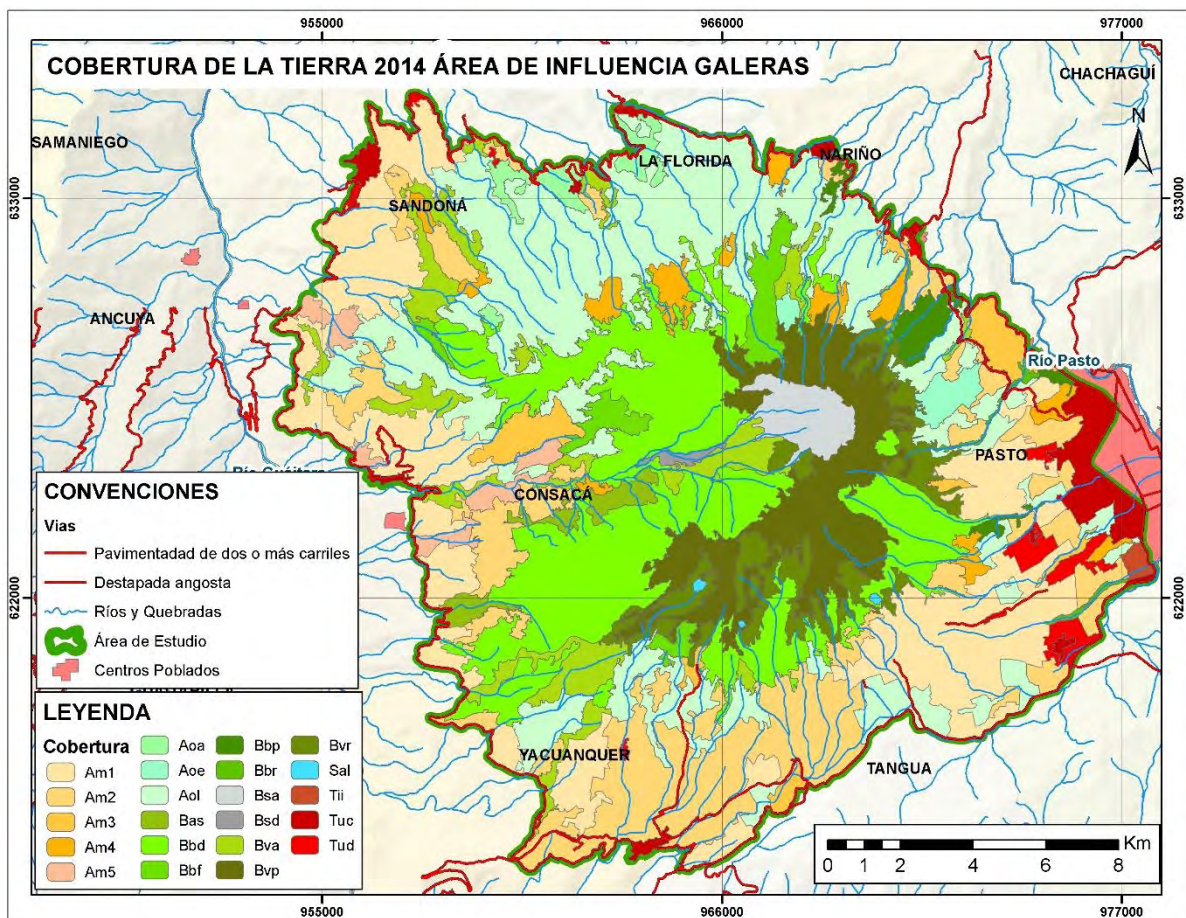 955000
966000
977000
COBERTURA DE LA TIERRA 2014 ÁREA DE INFLUENCIA GALERAS
CHACHAGUÍ
N
SAMANIEGO
LA FLORIDA
NARIÑO
633000
633000
SANDONÁ
ANCUYA
Río Pasto
PASTO
CONSACÁ
622000
622000
YACUANQUER
TANGUA
CONVENCIONES
Vias
Pavimentadad de dos o más carriles
Destapada angosta
Ríos y Quebradas
Área de Estudio
Centros Poblados
LEYENDA
Cobertura
Am1
Am2
Am3
Am4
Am5
Aoa
Aoe
Aol
Bas
Bbd
Bbf
Bbp
Bbr
Bsa
Bsd
Bva
Bvp
Bvr
Sal
Tii
Tuc
Tud
Km
0 1 2 4 6 8
955000
966000
977000